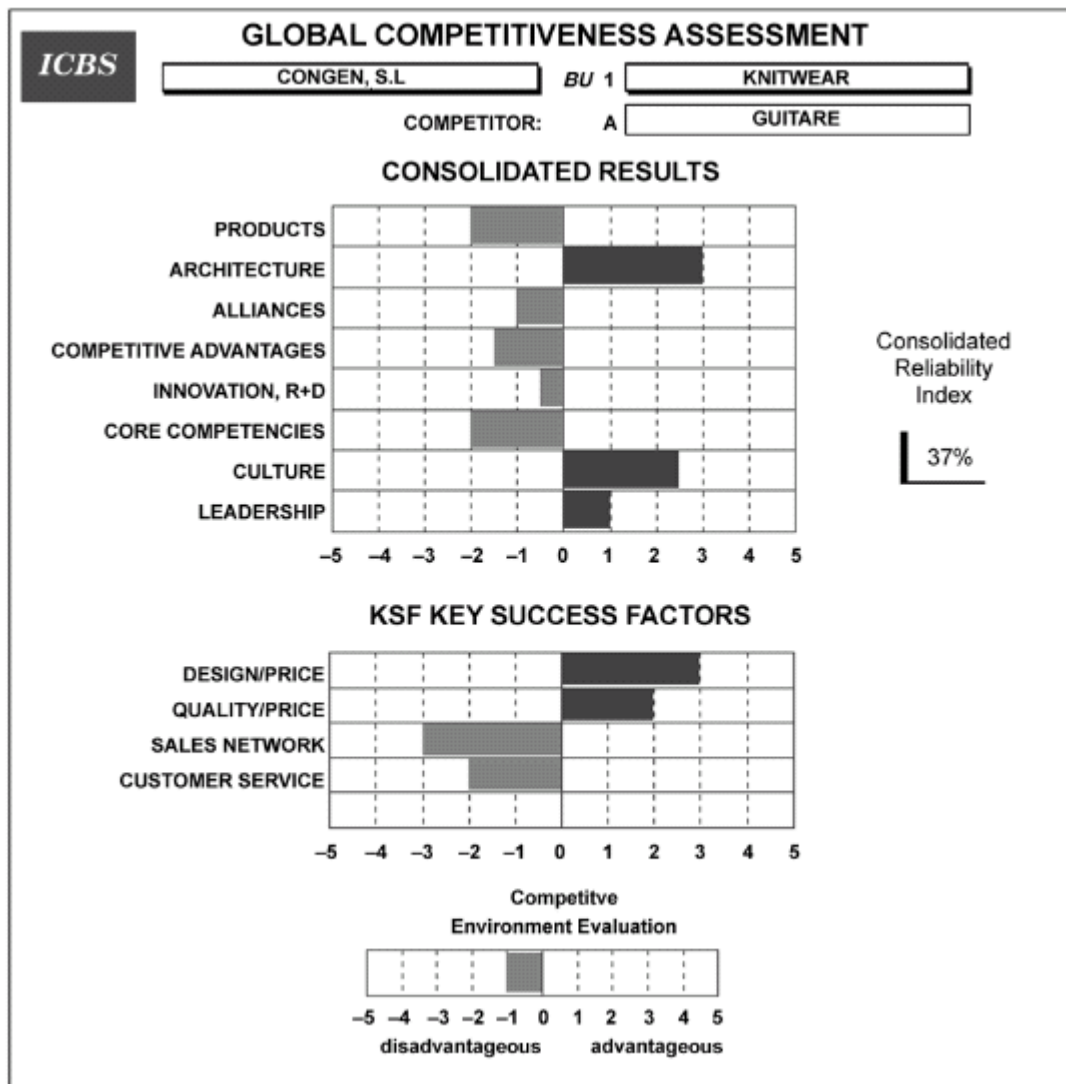 GLOBAL COMPETITIVENESS ASSESSMENT
ICBS
CONGEN, S.L BU 1 KNITWEAR
COMPETITOR: A GUITARE
CONSOLIDATED RESULTS
PRODUCTS
ARCHITECTURE
ALLIANCES
COMPETITIVE ADVANTAGES
INNOVATION, R+D
CORE COMPETENCIES
CULTURE
LEADERSHIP
–5 –4 –3 –2 –1 0 1 2 3 4 5
Consolidated
Reliability
Index
37%
KSF KEY SUCCESS FACTORS
DESIGN/PRICE
QUALITY/PRICE
SALES NETWORK
CUSTOMER SERVICE
–5 –4 –3 –2 –1 0 1 2 3 4 5
Competitve
Environment Evaluation
–5 –4 –3 –2 –1 0 1 2 3 4 5
disadvantageous advantageous